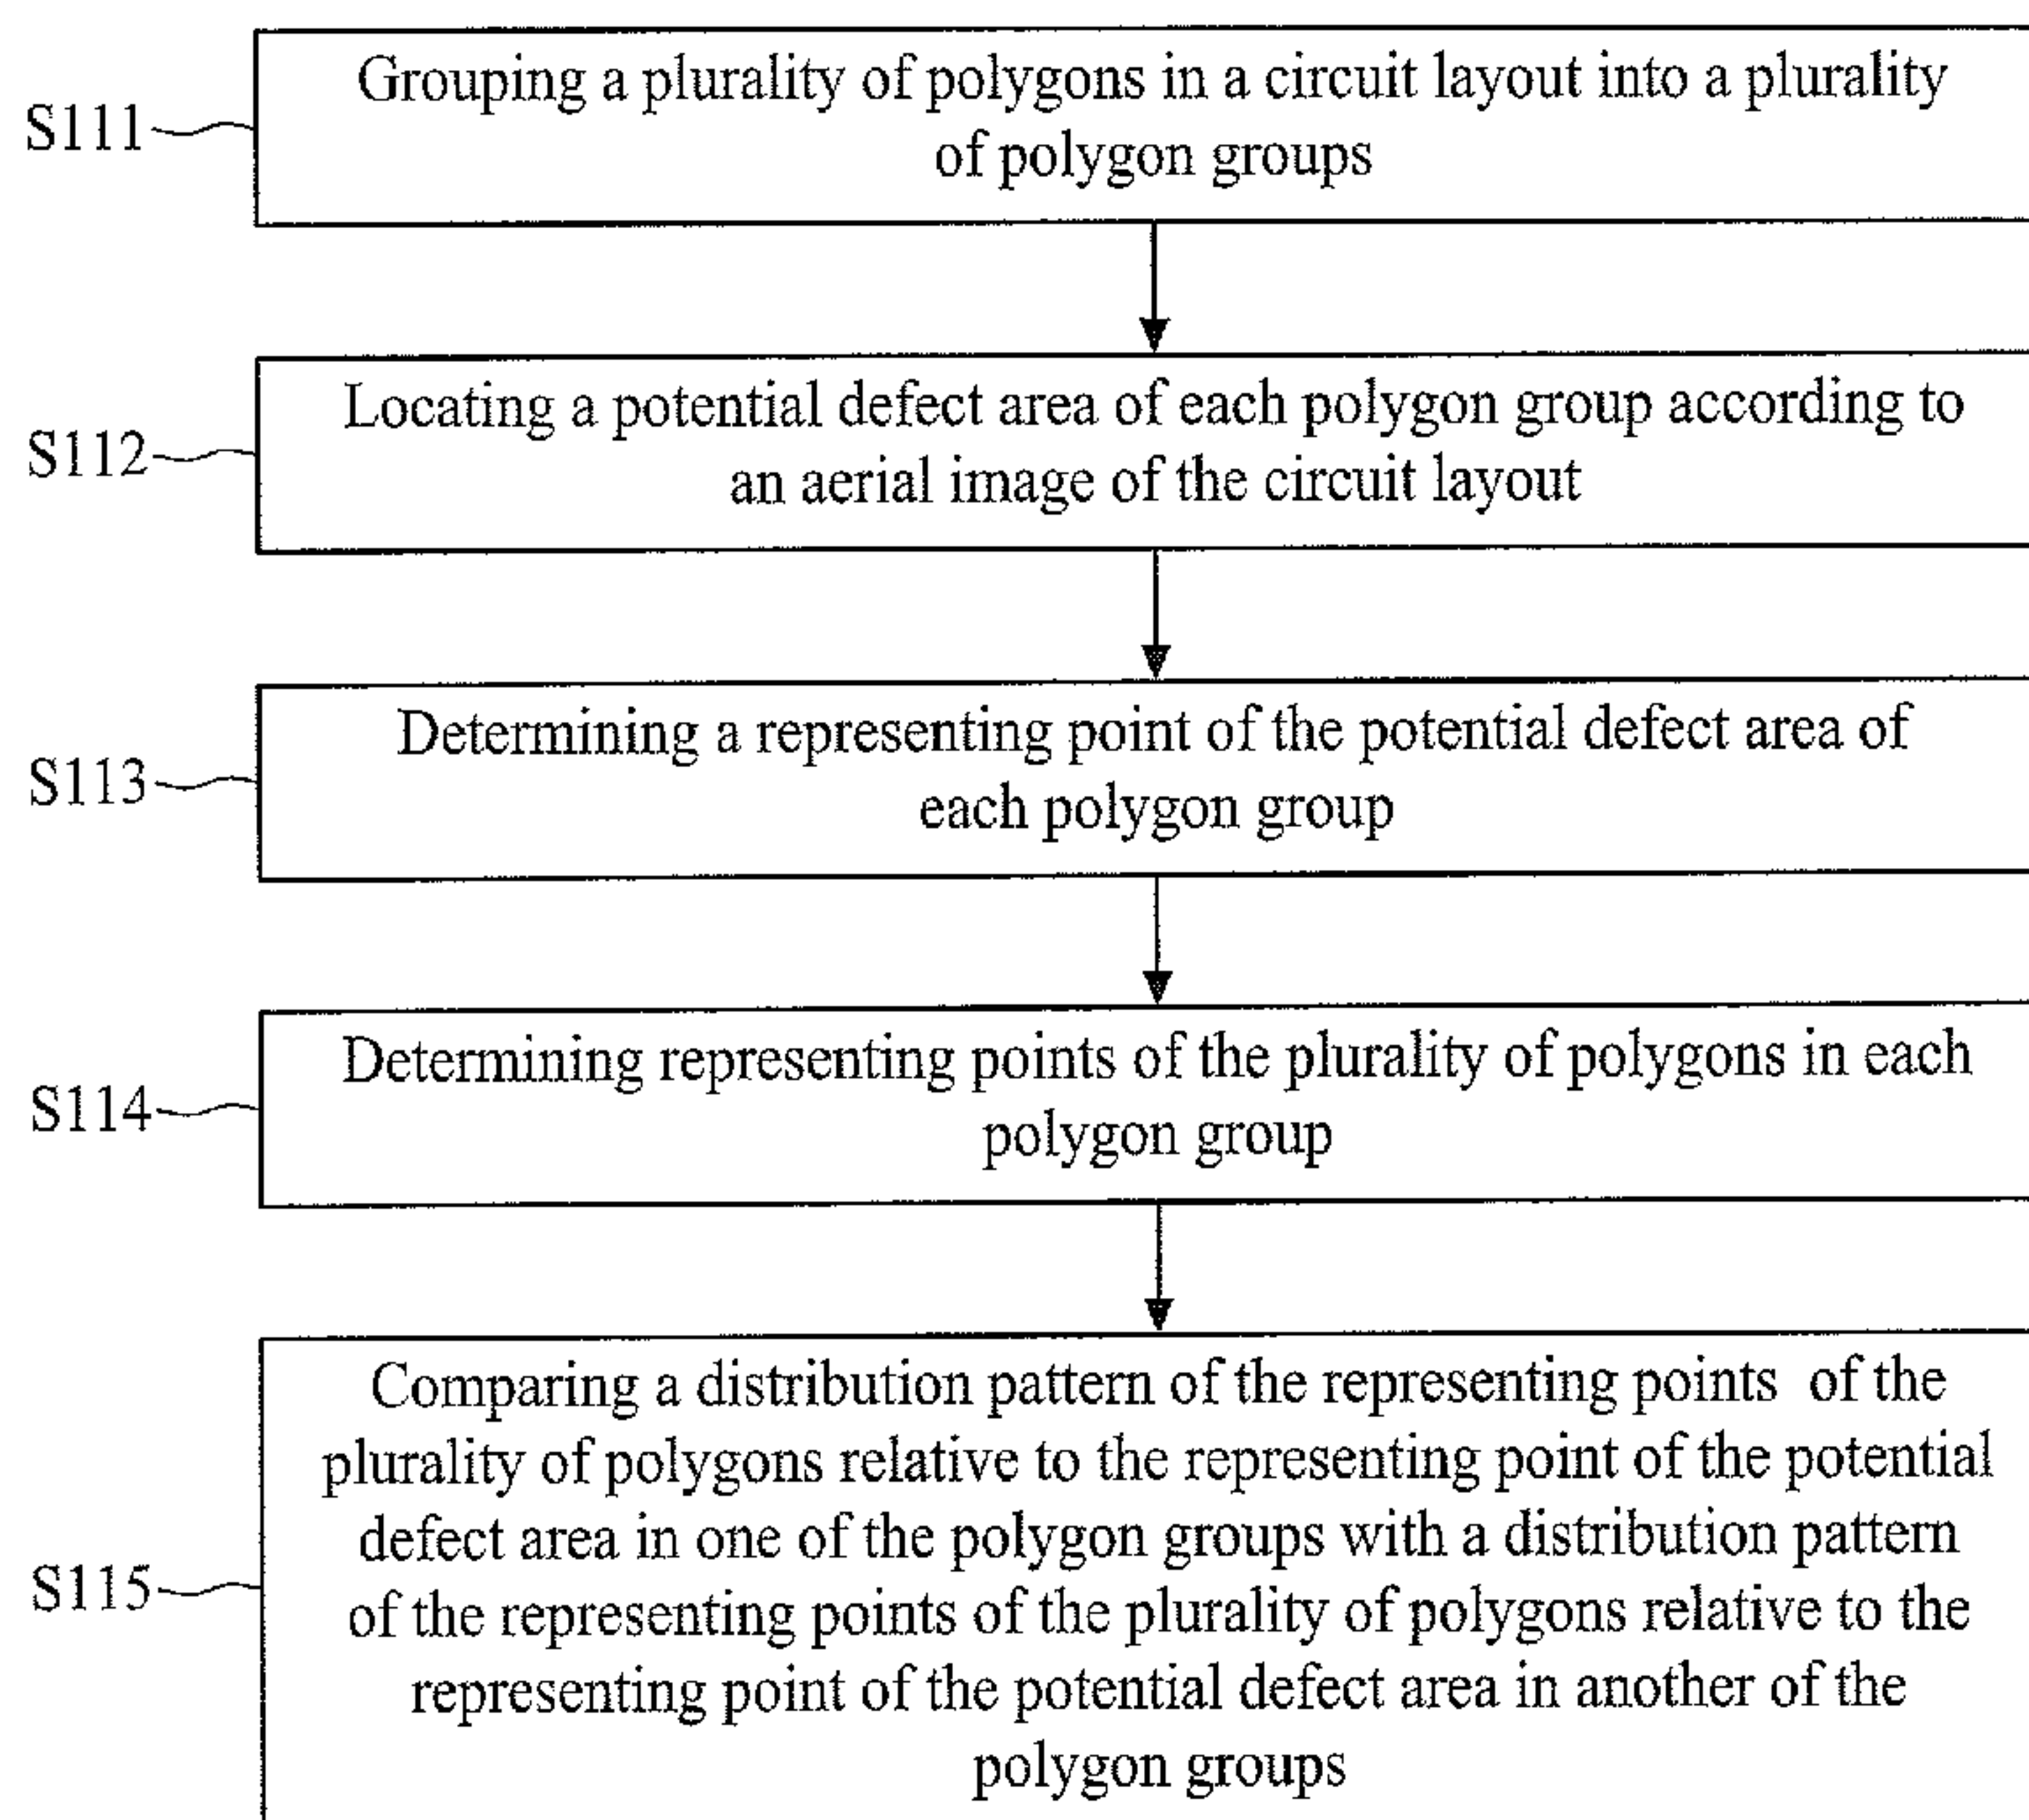 Grouping a plurality of polygons in a circuit layout into a plurality
S111
of polygon groups
Locating a potential defect area of each polygon group according to
S112
an aerial image of the circuit layout
Determining a representing point of the potential defect area of
S113
each polygon group
Determining representing points of the plurality of polygons in each
S114
polygon group
Comparing a distribution pattern of the representing points of the
plurality of polygons relative to the representing point of the potential
defect area in one of the polygon groups with a distribution pattern
S115
of the representing points of the plurality of polygons relative to the
representing point of the potential defect area in another of the
polygon groups